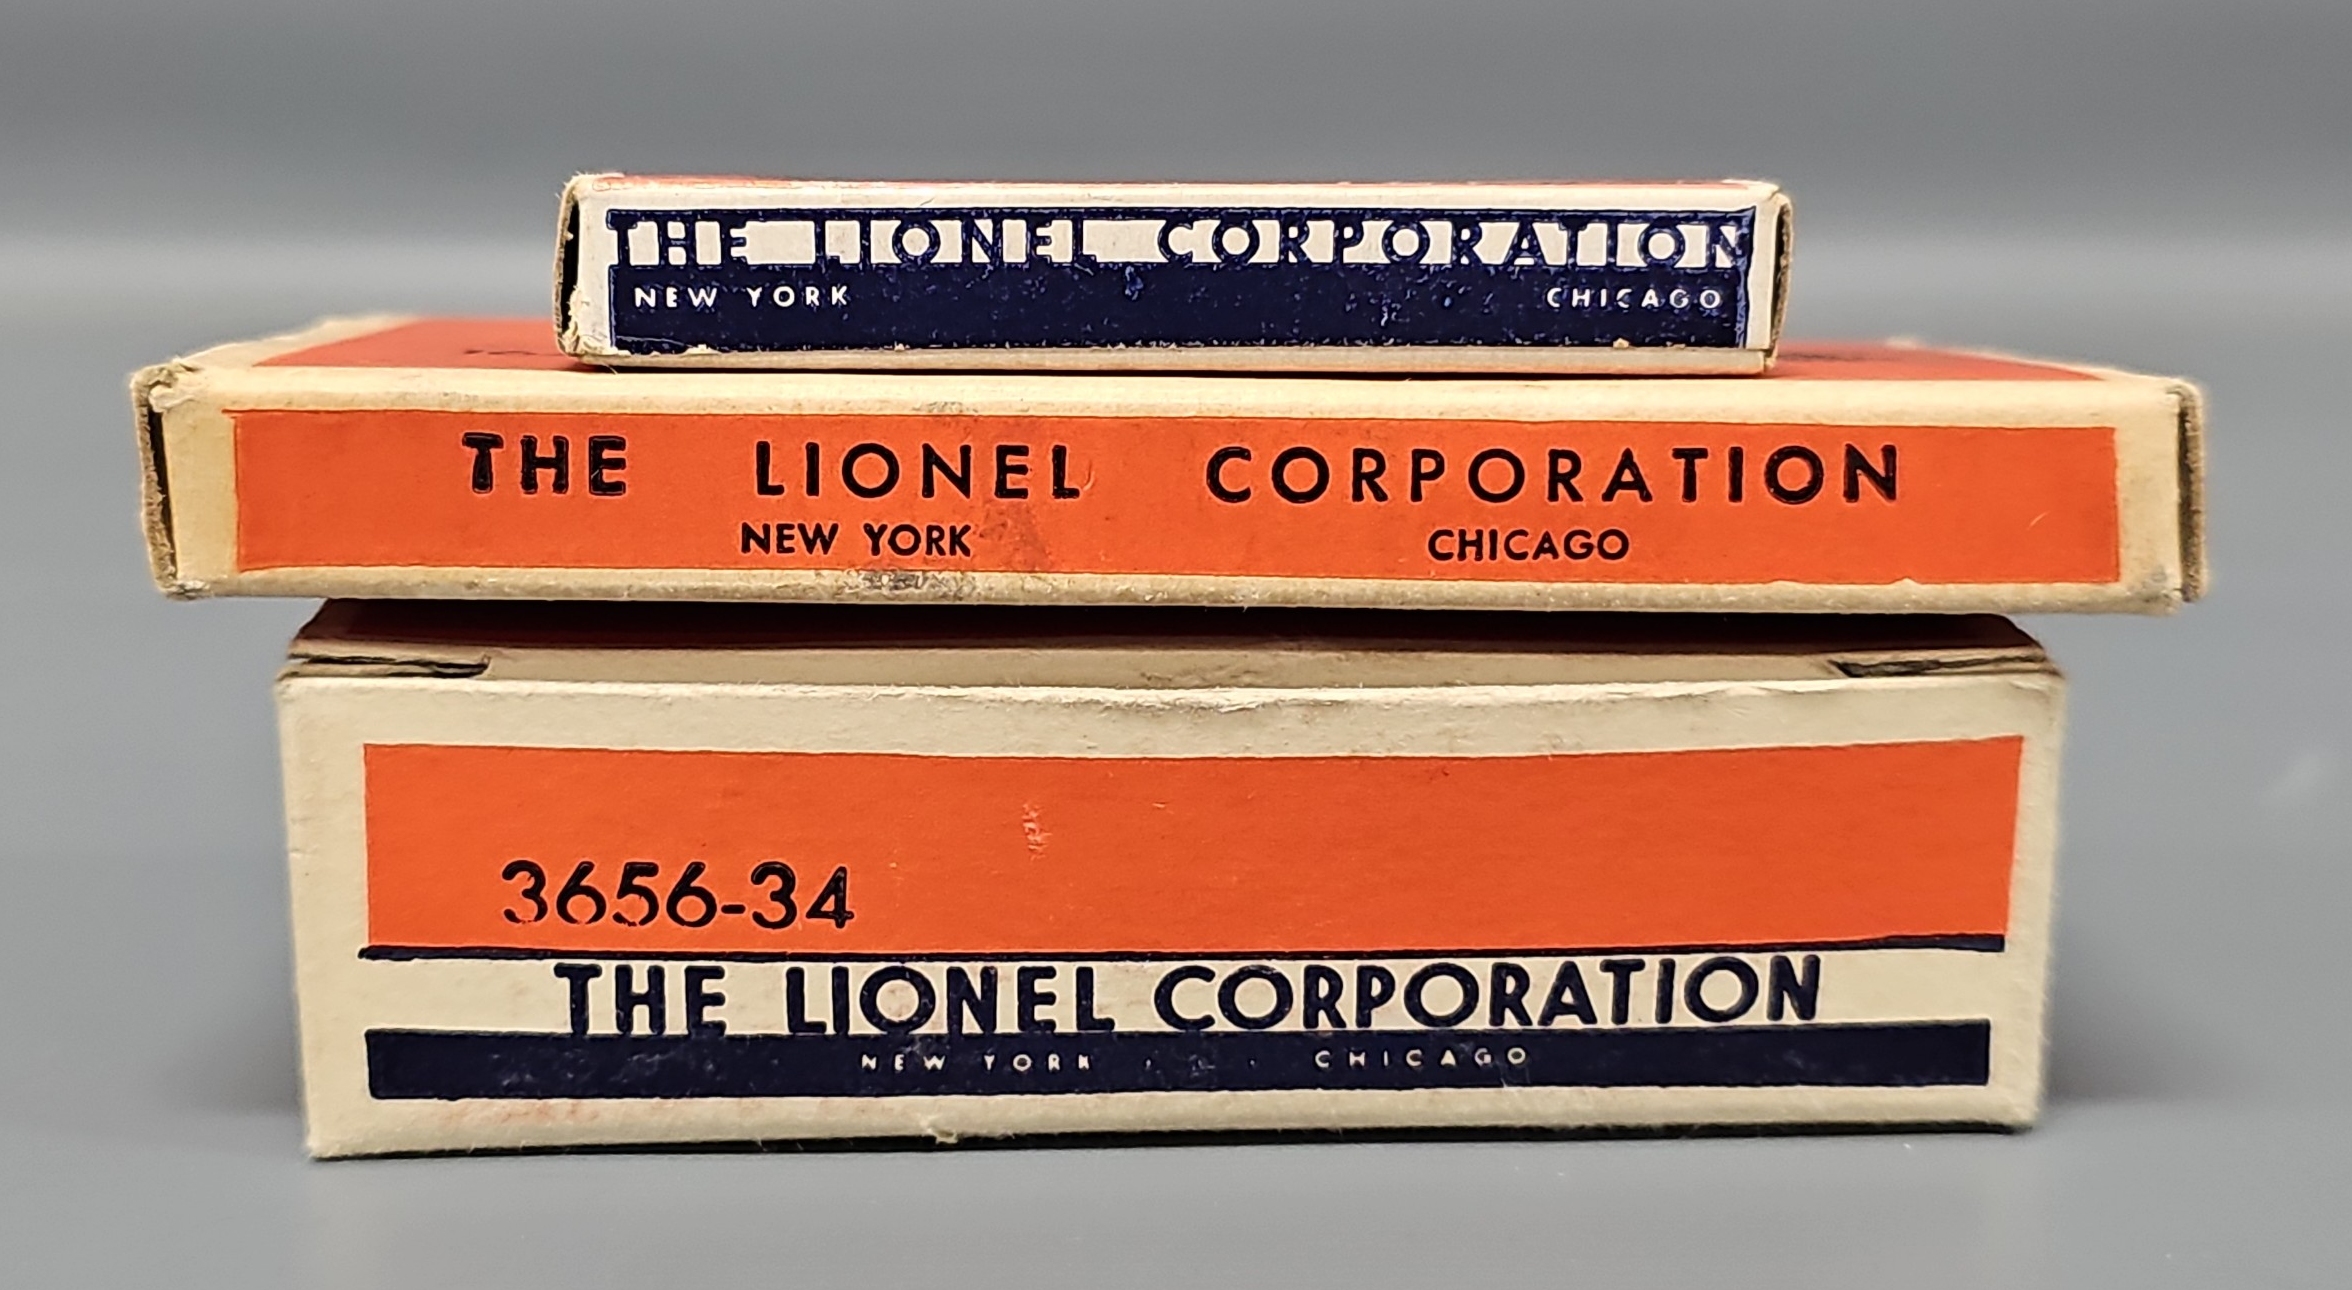 THE LIONEL CORPORATION
NEW YORK CHICAGO
THE LIONEL CORPORATION
NEW YORK CHICAGO
3656-34
THE LIONEL CORPORATION
NEW YORK . . . CHICAGO